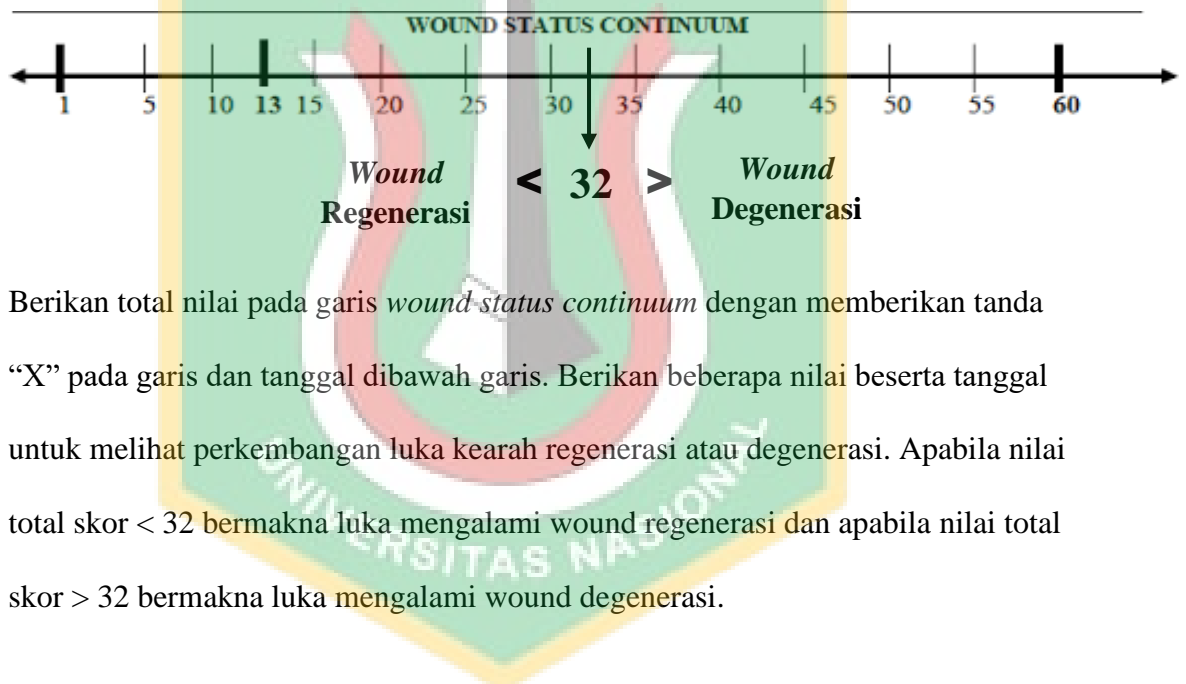 WOUND STATUS CONTINUUM
1 5 10 13 15 20 25 30 35 40 45 50 55 60
Wound < 32 > Wound
Regenerasi Degenerasi
Berikan total nilai pada garis wound status continuum dengan memberikan tanda
“X” pada garis dan tanggal dibawah garis. Berikan beberapa nilai beserta tanggal
untuk melihat perkembangan luka kearah regenerasi atau degenerasi. Apabila nilai
total skor < 32 bermakna luka mengalami wound regenerasi dan apabila nilai total
skor > 32 bermakna luka mengalami wound degenerasi.
UNIVERSITAS NASIONAL